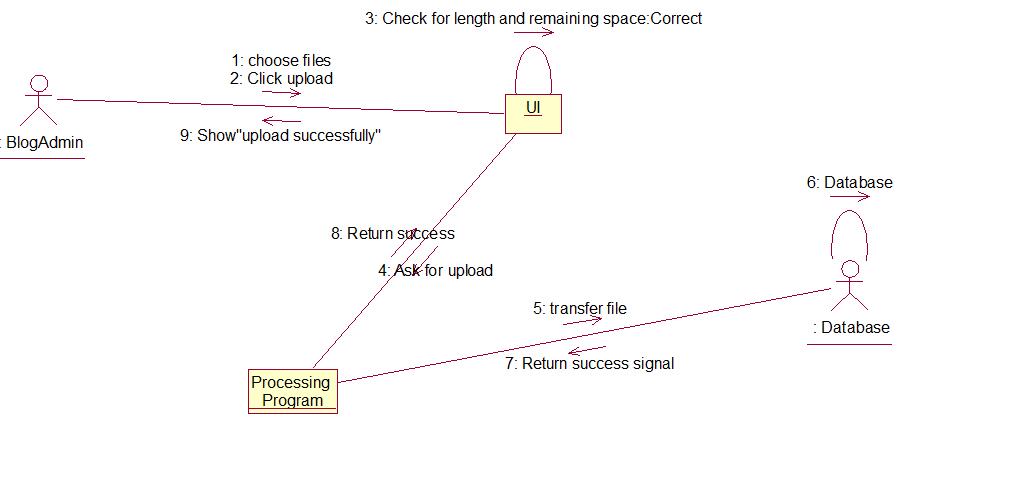 3: Check for length and remaining space:Correct
1: choose files
2: Click upload
UI
9: Show"upload successfully"
: BlogAdmin
6: Database
8: Return success
4: Ask for upload
5: transfer file
: Database
7: Return success signal
Processing
Program